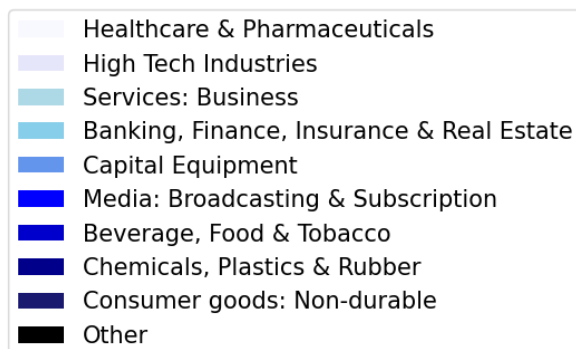 Healthcare & Pharmaceuticals
High Tech Industries
Services: Business
Banking, Finance, Insurance & Real Estate
Capital Equipment
Media: Broadcasting & Subscription
Beverage, Food & Tobacco
Chemicals, Plastics & Rubber
Consumer goods: Non-durable
Other